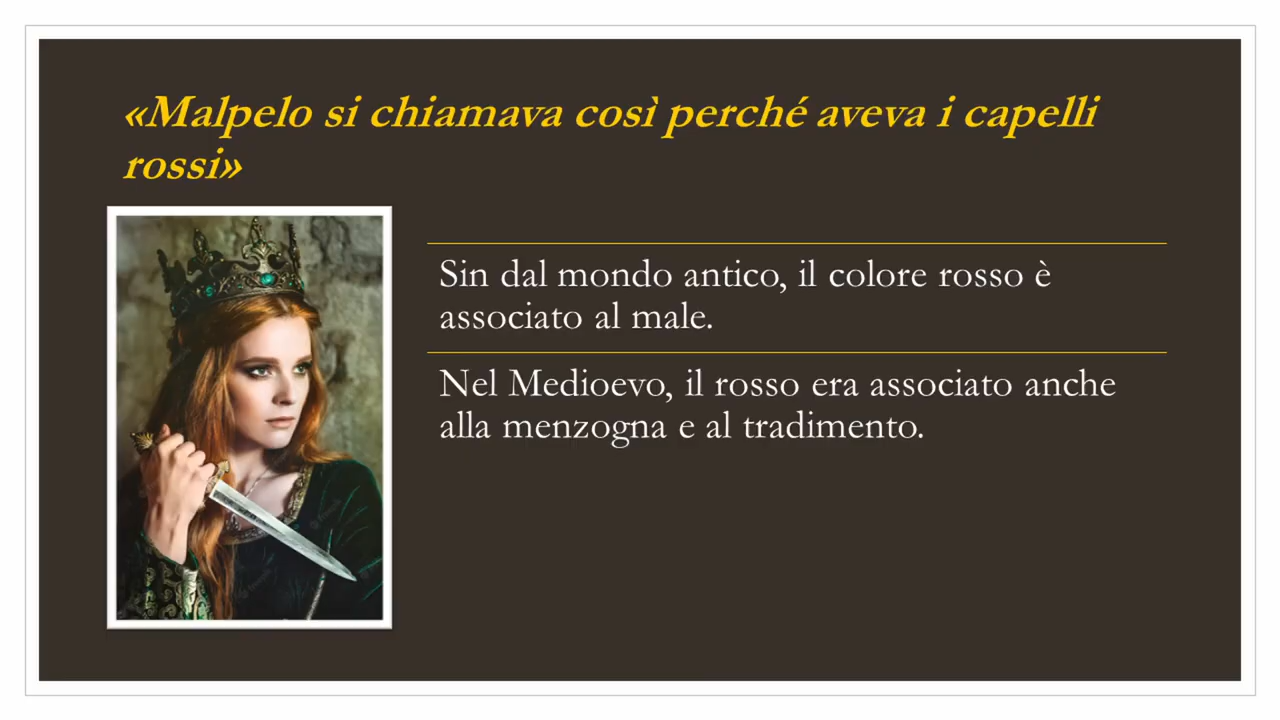 «Malpelo si chiamava così perché aveva i capelli
rossi»
Sin dal mondo antico, il colore rosso è
associato al male.
Nel Medioevo, il rosso era associato anche
alla menzogna e al tradimento.